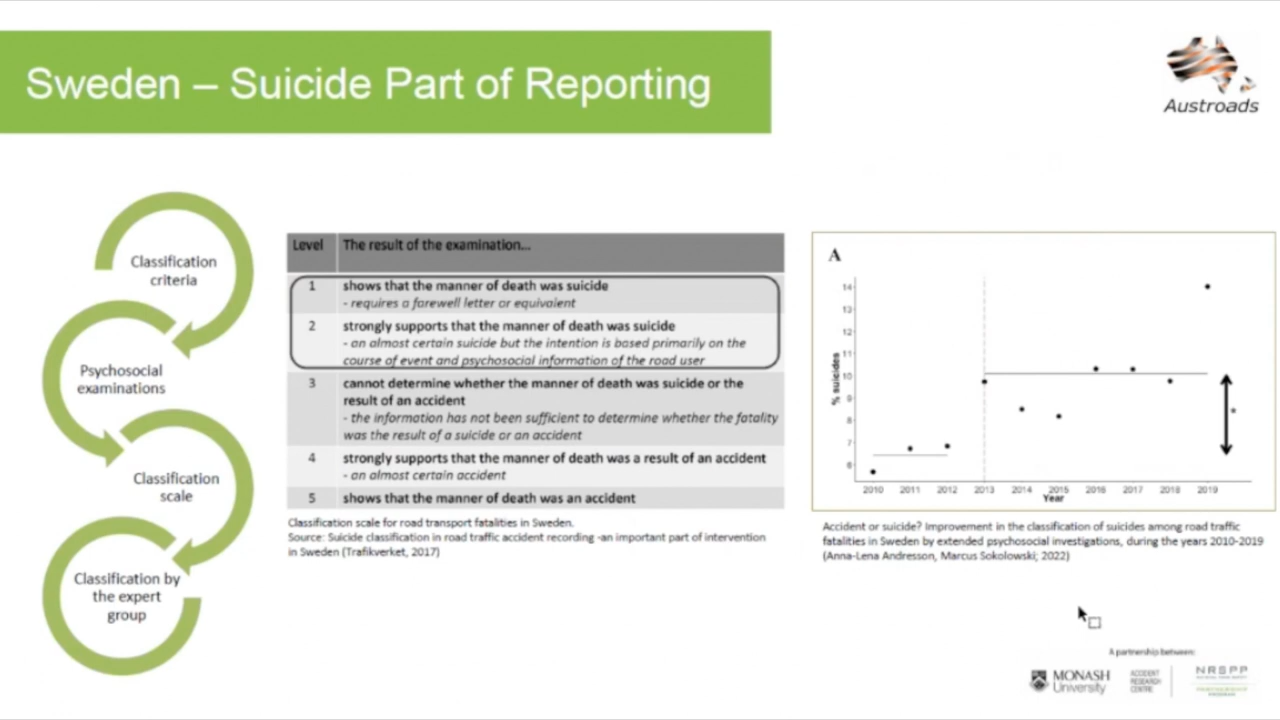 Sweden – Suicide Part of Reporting
Austroads
Classification
criteria
Psychosocial
examinations
Classification
scale
Classification by
the expert
group
Level The result of the examination...
1 shows that the manner of death was suicide
- requires a farewell letter or equivalent
2 strongly supports that the manner of death was suicide
- an almost certain suicide but the intention is based primarily on the
course of event and psychosocial information of the road user
3 cannot determine whether the manner of death was suicide or the
result of an accident
- the information has not been sufficient to determine whether the fatality
was the result of a suicide or an accident
4 strongly supports that the manner of death was a result of an accident
- an almost certain accident
5 shows that the manner of death was an accident
Classification scale for road transport fatalities in Sweden.
Source: Suicide classification in road traffic accident recording -an important part of intervention
in Sweden (Trafikverket, 2017)
A
% suicides
14
13
12
11
10
9
8
7
6
2010 2011 2012 2013 2014 2015 2016 2017 2018 2019
Year
*
Accident or suicide? Improvement in the classification of suicides among road traffic
fatalities in Sweden by extended psychosocial investigations, during the years 2010-2019
(Anna-Lena Andresson, Marcus Sokolowski; 2022)
A partnership between:
MONASH
University
ACCIDENT
RESEARCH
CENTRE
NRSPP